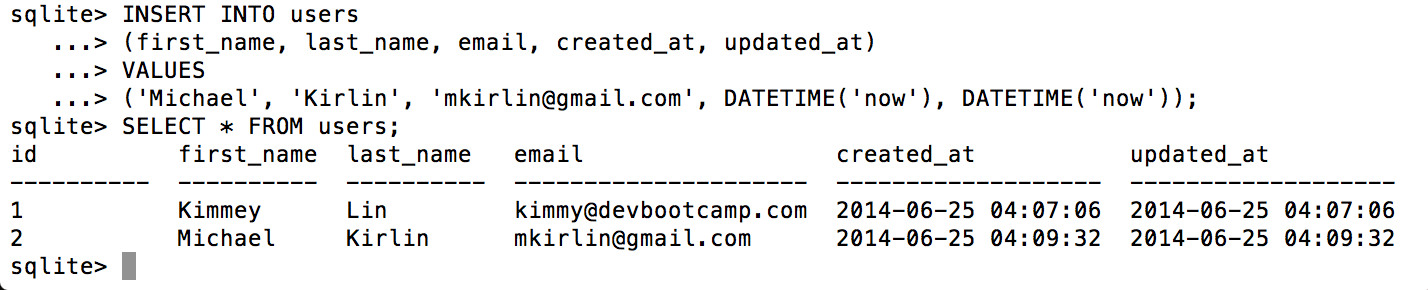 sqlite> INSERT INTO users
   ...> (first_name, last_name, email, created_at, updated_at)
   ...> VALUES
   ...> ('Michael', 'Kirlin', 'mkirlin@gmail.com', DATETIME('now'), DATETIME('now'));
sqlite> SELECT * FROM users;
id          first_name  last_name   email                  created_at           updated_at
----------  ----------  ----------  ---------------------  -------------------  -------------------
1           Kimmey      Lin         kimmy@devbootcamp.com  2014-06-25 04:07:06  2014-06-25 04:07:06
2           Michael     Kirlin      mkirlin@gmail.com      2014-06-25 04:09:32  2014-06-25 04:09:32
sqlite>